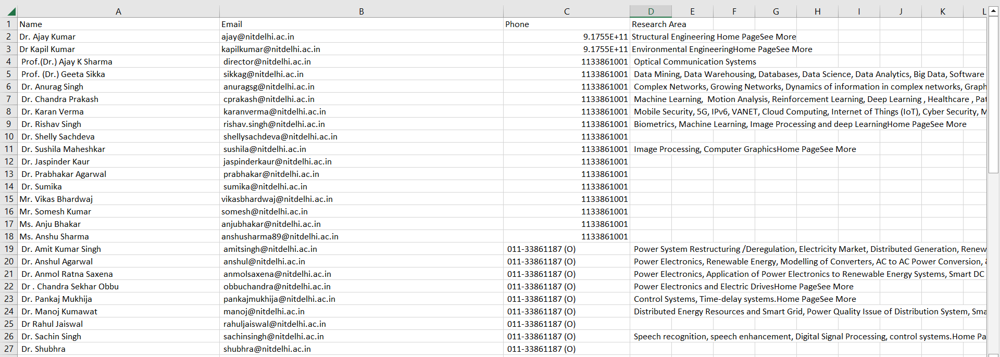 A B C D E F G H I J K L
1 Name Email Phone Research Area
2 Dr. Ajay Kumar ajay@nitdelhi.ac.in 9.1755E+11 Structural Engineering Home PageSee More
3 Dr Kapil Kumar kapilkumar@nitdelhi.ac.in 9.1755E+11 Environmental EngineeringHome PageSee More
4 Prof.(Dr.) Ajay K Sharma director@nitdelhi.ac.in 1133861001 Optical Communication Systems
5 Prof. (Dr.) Geeta Sikka sikkag@nitdelhi.ac.in 1133861001 Data Mining, Data Warehousing, Databases, Data Science, Data Analytics, Big Data, Software
6 Dr. Anurag Singh anuragsg@nitdelhi.ac.in 1133861001 Complex Networks, Growing Networks, Dynamics of information in complex networks, Graph
7 Dr. Chandra Prakash cprakash@nitdelhi.ac.in 1133861001 Machine Learning,  Motion Analysis, Reinforcement Learning, Deep Learning , Healthcare , Pat
8 Dr. Karan Verma karanverma@nitdelhi.ac.in 1133861001 Mobile Security, 5G, IPv6, VANET, Cloud Computing, Internet of Things (IoT), Cyber Security, M
9 Dr. Rishav Singh rishav.singh@nitdelhi.ac.in 1133861001 Biometrics, Machine Learning, Image Processing and deep LearningHome PageSee More
10 Dr. Shelly Sachdeva shellysachdeva@nitdelhi.ac.in 1133861001
11 Dr. Sushila Maheshkar sushila@nitdelhi.ac.in 1133861001 Image Processing, Computer GraphicsHome PageSee More
12 Dr. Jaspinder Kaur jaspinderkaur@nitdelhi.ac.in 1133861001
13 Dr. Prabhakar Agarwal prabhakar@nitdelhi.ac.in 1133861001
14 Dr. Sumika sumika@nitdelhi.ac.in 1133861001
15 Mr. Vikas Bhardwaj vikasbhardwaj@nitdelhi.ac.in 1133861001
16 Mr. Somesh Kumar somesh@nitdelhi.ac.in 1133861001
17 Ms. Anju Bhakar anjubhakar@nitdelhi.ac.in 1133861001
18 Ms. Anshu Sharma anshusharma89@nitdelhi.ac.in 1133861001
19 Dr. Amit Kumar Singh amitsingh@nitdelhi.ac.in 011-33861187 (O) Power System Restructuring /Deregulation, Electricity Market, Distributed Generation, Renew
20 Dr. Anshul Agarwal anshul@nitdelhi.ac.in 011-33861187 (O) Power Electronics, Renewable Energy, Modelling of Converters, AC to AC Power Conversion,
21 Dr. Anmol Ratna Saxena anmolsaxena@nitdelhi.ac.in 011-33861187 (O) Power Electronics, Application of Power Electronics to Renewable Energy Systems, Smart DC
22 Dr . Chandra Sekhar Obbu obbuchandra@nitdelhi.ac.in 011-33861187 (O) Power Electronics and Electric DrivesHome PageSee More
23 Dr. Pankaj Mukhija pankajmukhija@nitdelhi.ac.in 011-33861187 (O) Control Systems, Time-delay systems.Home PageSee More
24 Dr. Manoj Kumawat manoj@nitdelhi.ac.in 011-33861187 (O) Distributed Energy Resources and Smart Grid, Power Quality Issue of Distribution System, Sma
25 Dr Rahul Jaiswal rahuljaiswal@nitdelhi.ac.in 011-33861187 (O)
26 Dr. Sachin Singh sachinsingh@nitdelhi.ac.in 011-33861187 (O) Speech recognition, speech enhancement, Digital Signal Processing, control systems.Home Pa
27 Dr. Shubhra shubhra@nitdelhi.ac.in 011-33861187 (O)